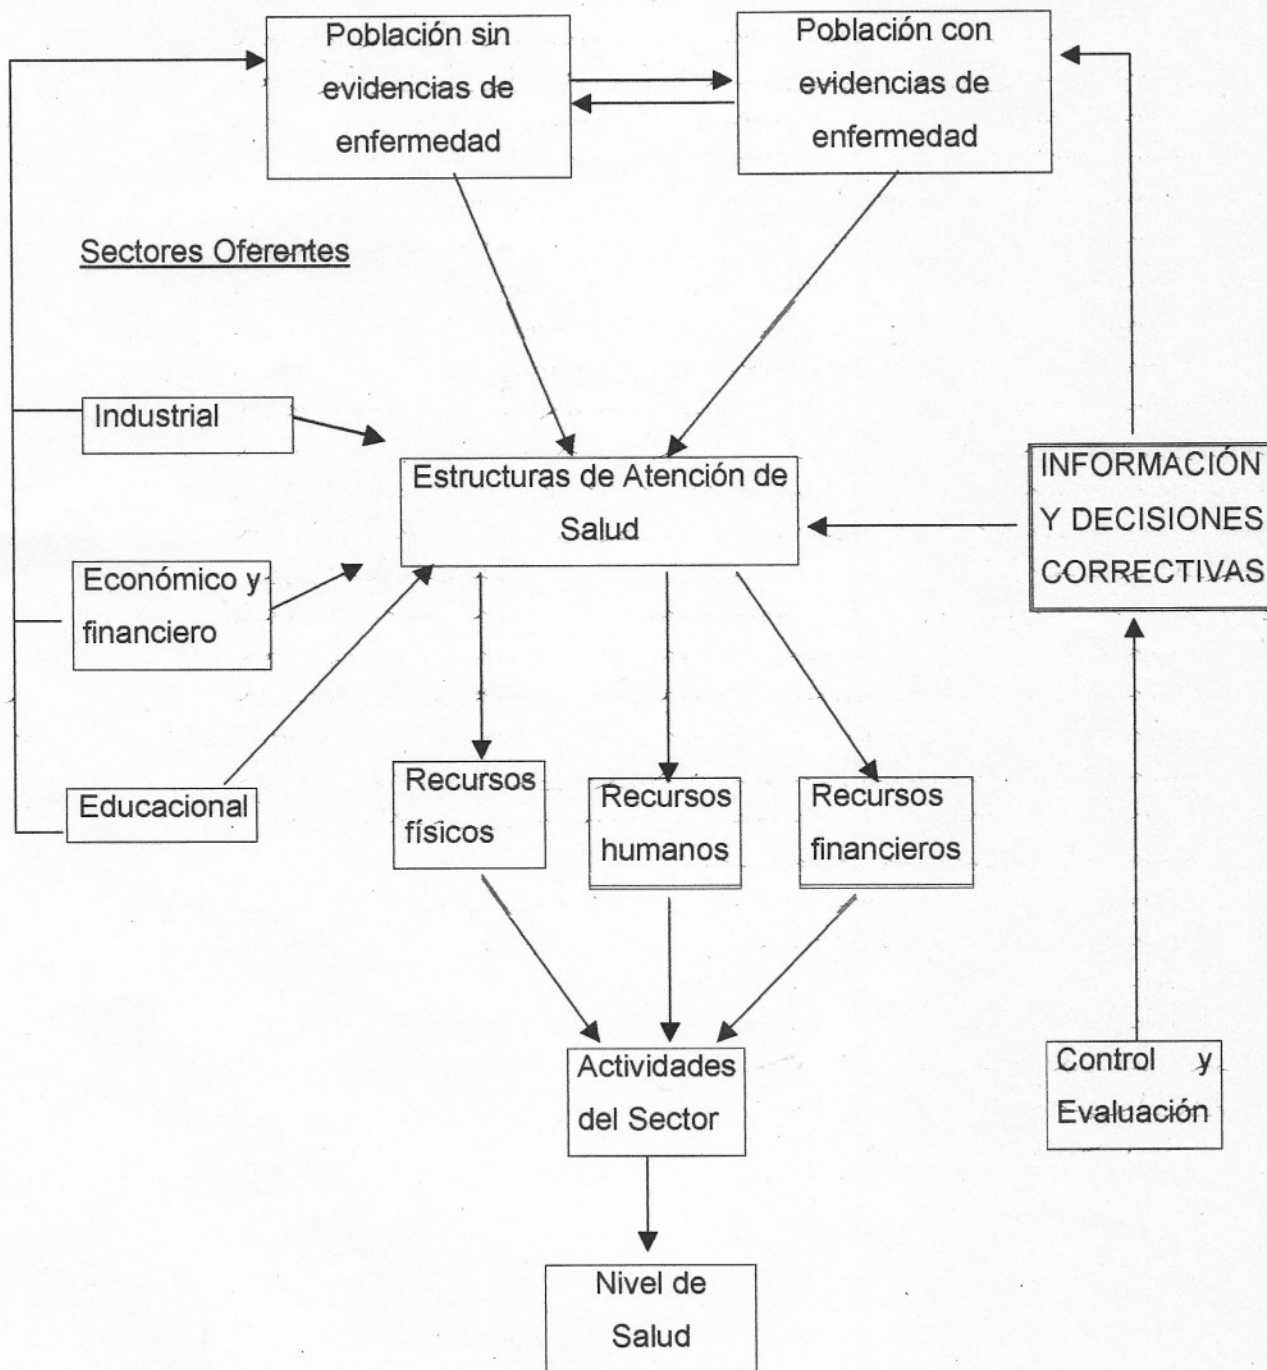 Población sin
evidencias de
enfermedad
Población con
evidencias de
enfermedad
Sectores Oferentes
Industrial
Estructuras de Atención de
Salud
INFORMACIÓN
Y DECISIONES
CORRECTIVAS
Económico y
financiero
Educacional
Recursos
físicos
Recursos
humanos
Recursos
financieros
Actividades
del Sector
Control y
Evaluación
Nivel de
Salud